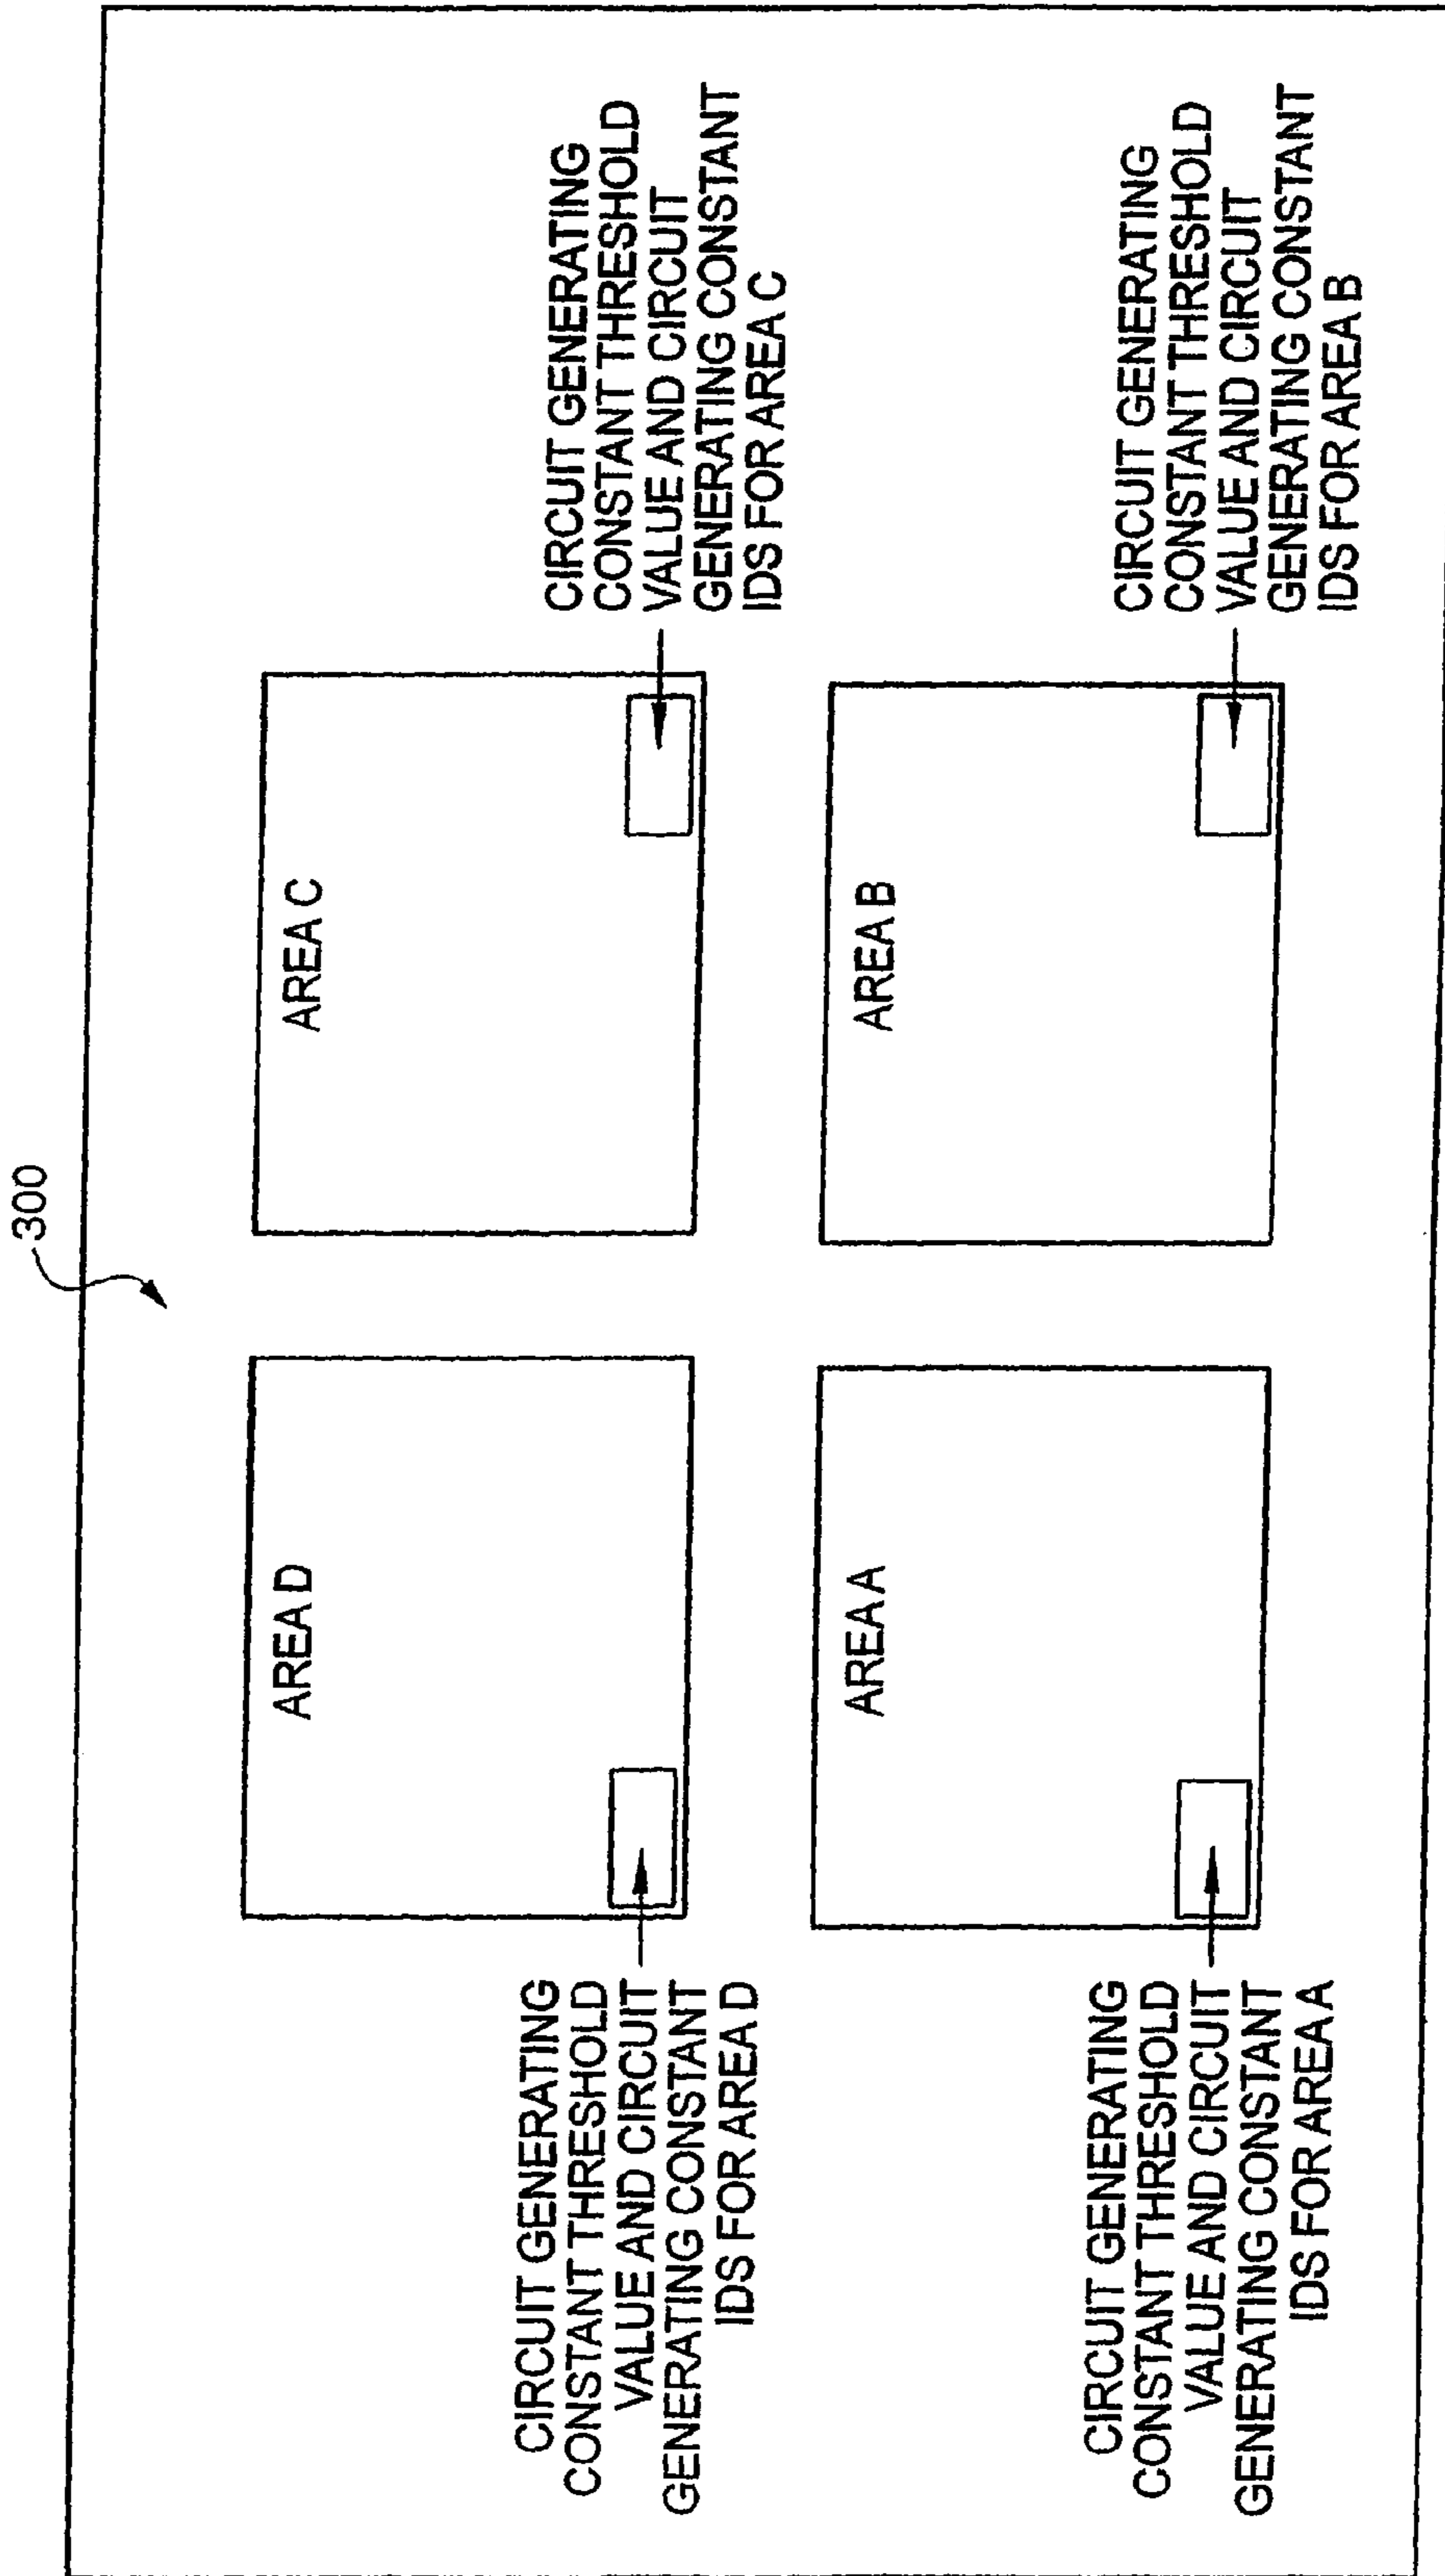 300
AREA D
CIRCUIT GENERATING
CONSTANT THRESHOLD
VALUE AND CIRCUIT
GENERATING CONSTANT
IDS FOR AREA D
AREA C
CIRCUIT GENERATING
CONSTANT THRESHOLD
VALUE AND CIRCUIT
GENERATING CONSTANT
IDS FOR AREA C
AREA A
CIRCUIT GENERATING
CONSTANT THRESHOLD
VALUE AND CIRCUIT
GENERATING CONSTANT
IDS FOR AREA A
AREA B
CIRCUIT GENERATING
CONSTANT THRESHOLD
VALUE AND CIRCUIT
GENERATING CONSTANT
IDS FOR AREA B